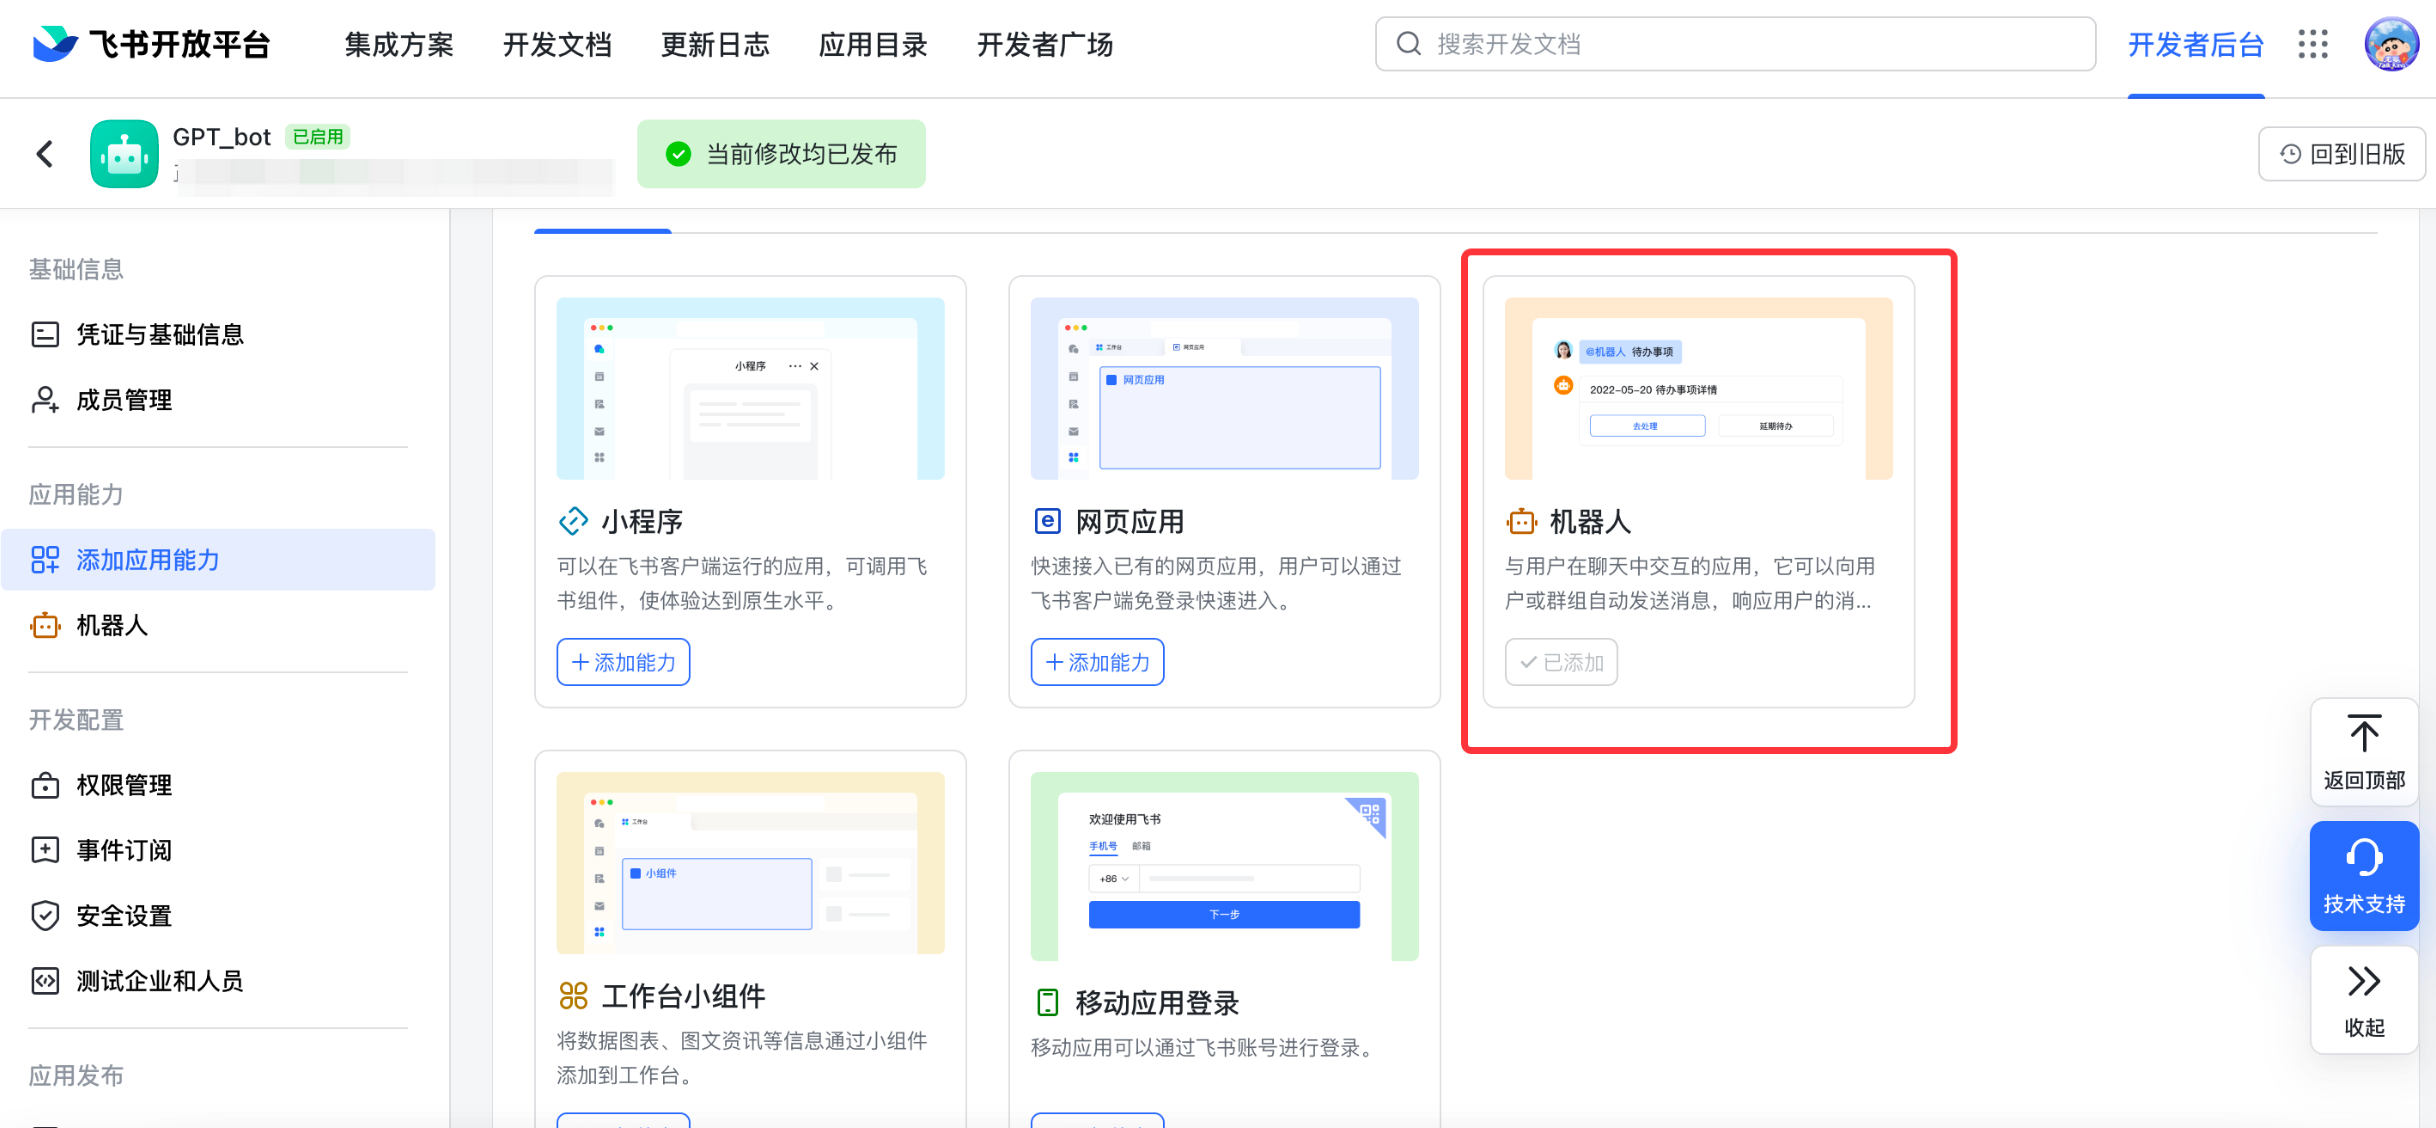 飞书开放平台
集成方案
开发文档
更新日志
应用目录
开发者广场
搜索开发文档
开发者后台
GPT_bot
已启用
当前修改均已发布
回到旧版
基础信息
凭证与基础信息
成员管理
应用能力
添加应用能力
机器人
开发配置
权限管理
事件订阅
安全设置
测试企业和人员
应用发布
小程序
小程序
可以在飞书客户端运行的应用，可调用飞
书组件，使体验达到原生水平。
添加能力
工作台
网页应用
网页应用
网页应用
快速接入已有的网页应用，用户可以通过
飞书客户端免登录快速进入。
添加能力
@机器人 待办事项
2022-05-20 待办事项详情
去处理
延期待办
机器人
与用户在聊天中交互的应用，它可以向用
户或群组自动发送消息，响应用户的消...
已添加
工作台
小组件
工作台小组件
将数据图表、图文资讯等信息通过小组件
添加到工作台。
欢迎使用飞书
手机号
邮箱
+86
下一步
移动应用登录
移动应用可以通过飞书账号进行登录。
返回顶部
技术支持
收起